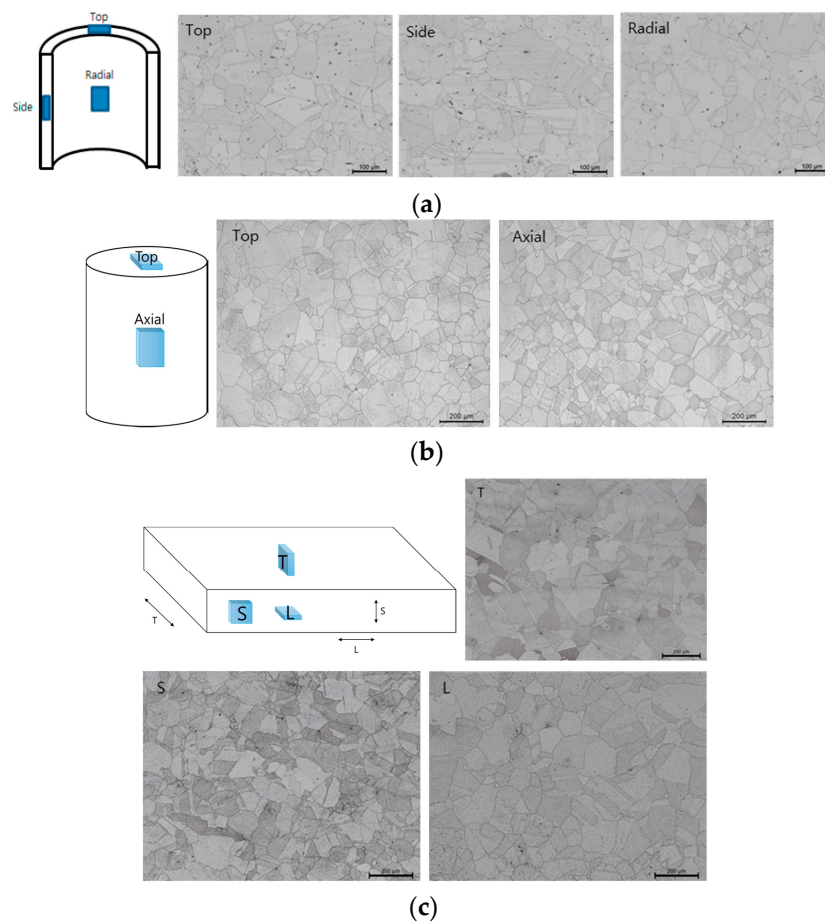 Top
Radial
Side
Top
100 µm
Side
100 µm
Radial
100 µm
(a)
Top
Axial
Top
200 µm
Axial
200 µm
(b)
T
S
L
S
T
L
T
200 µm
S
200 µm
L
200 µm
(c)